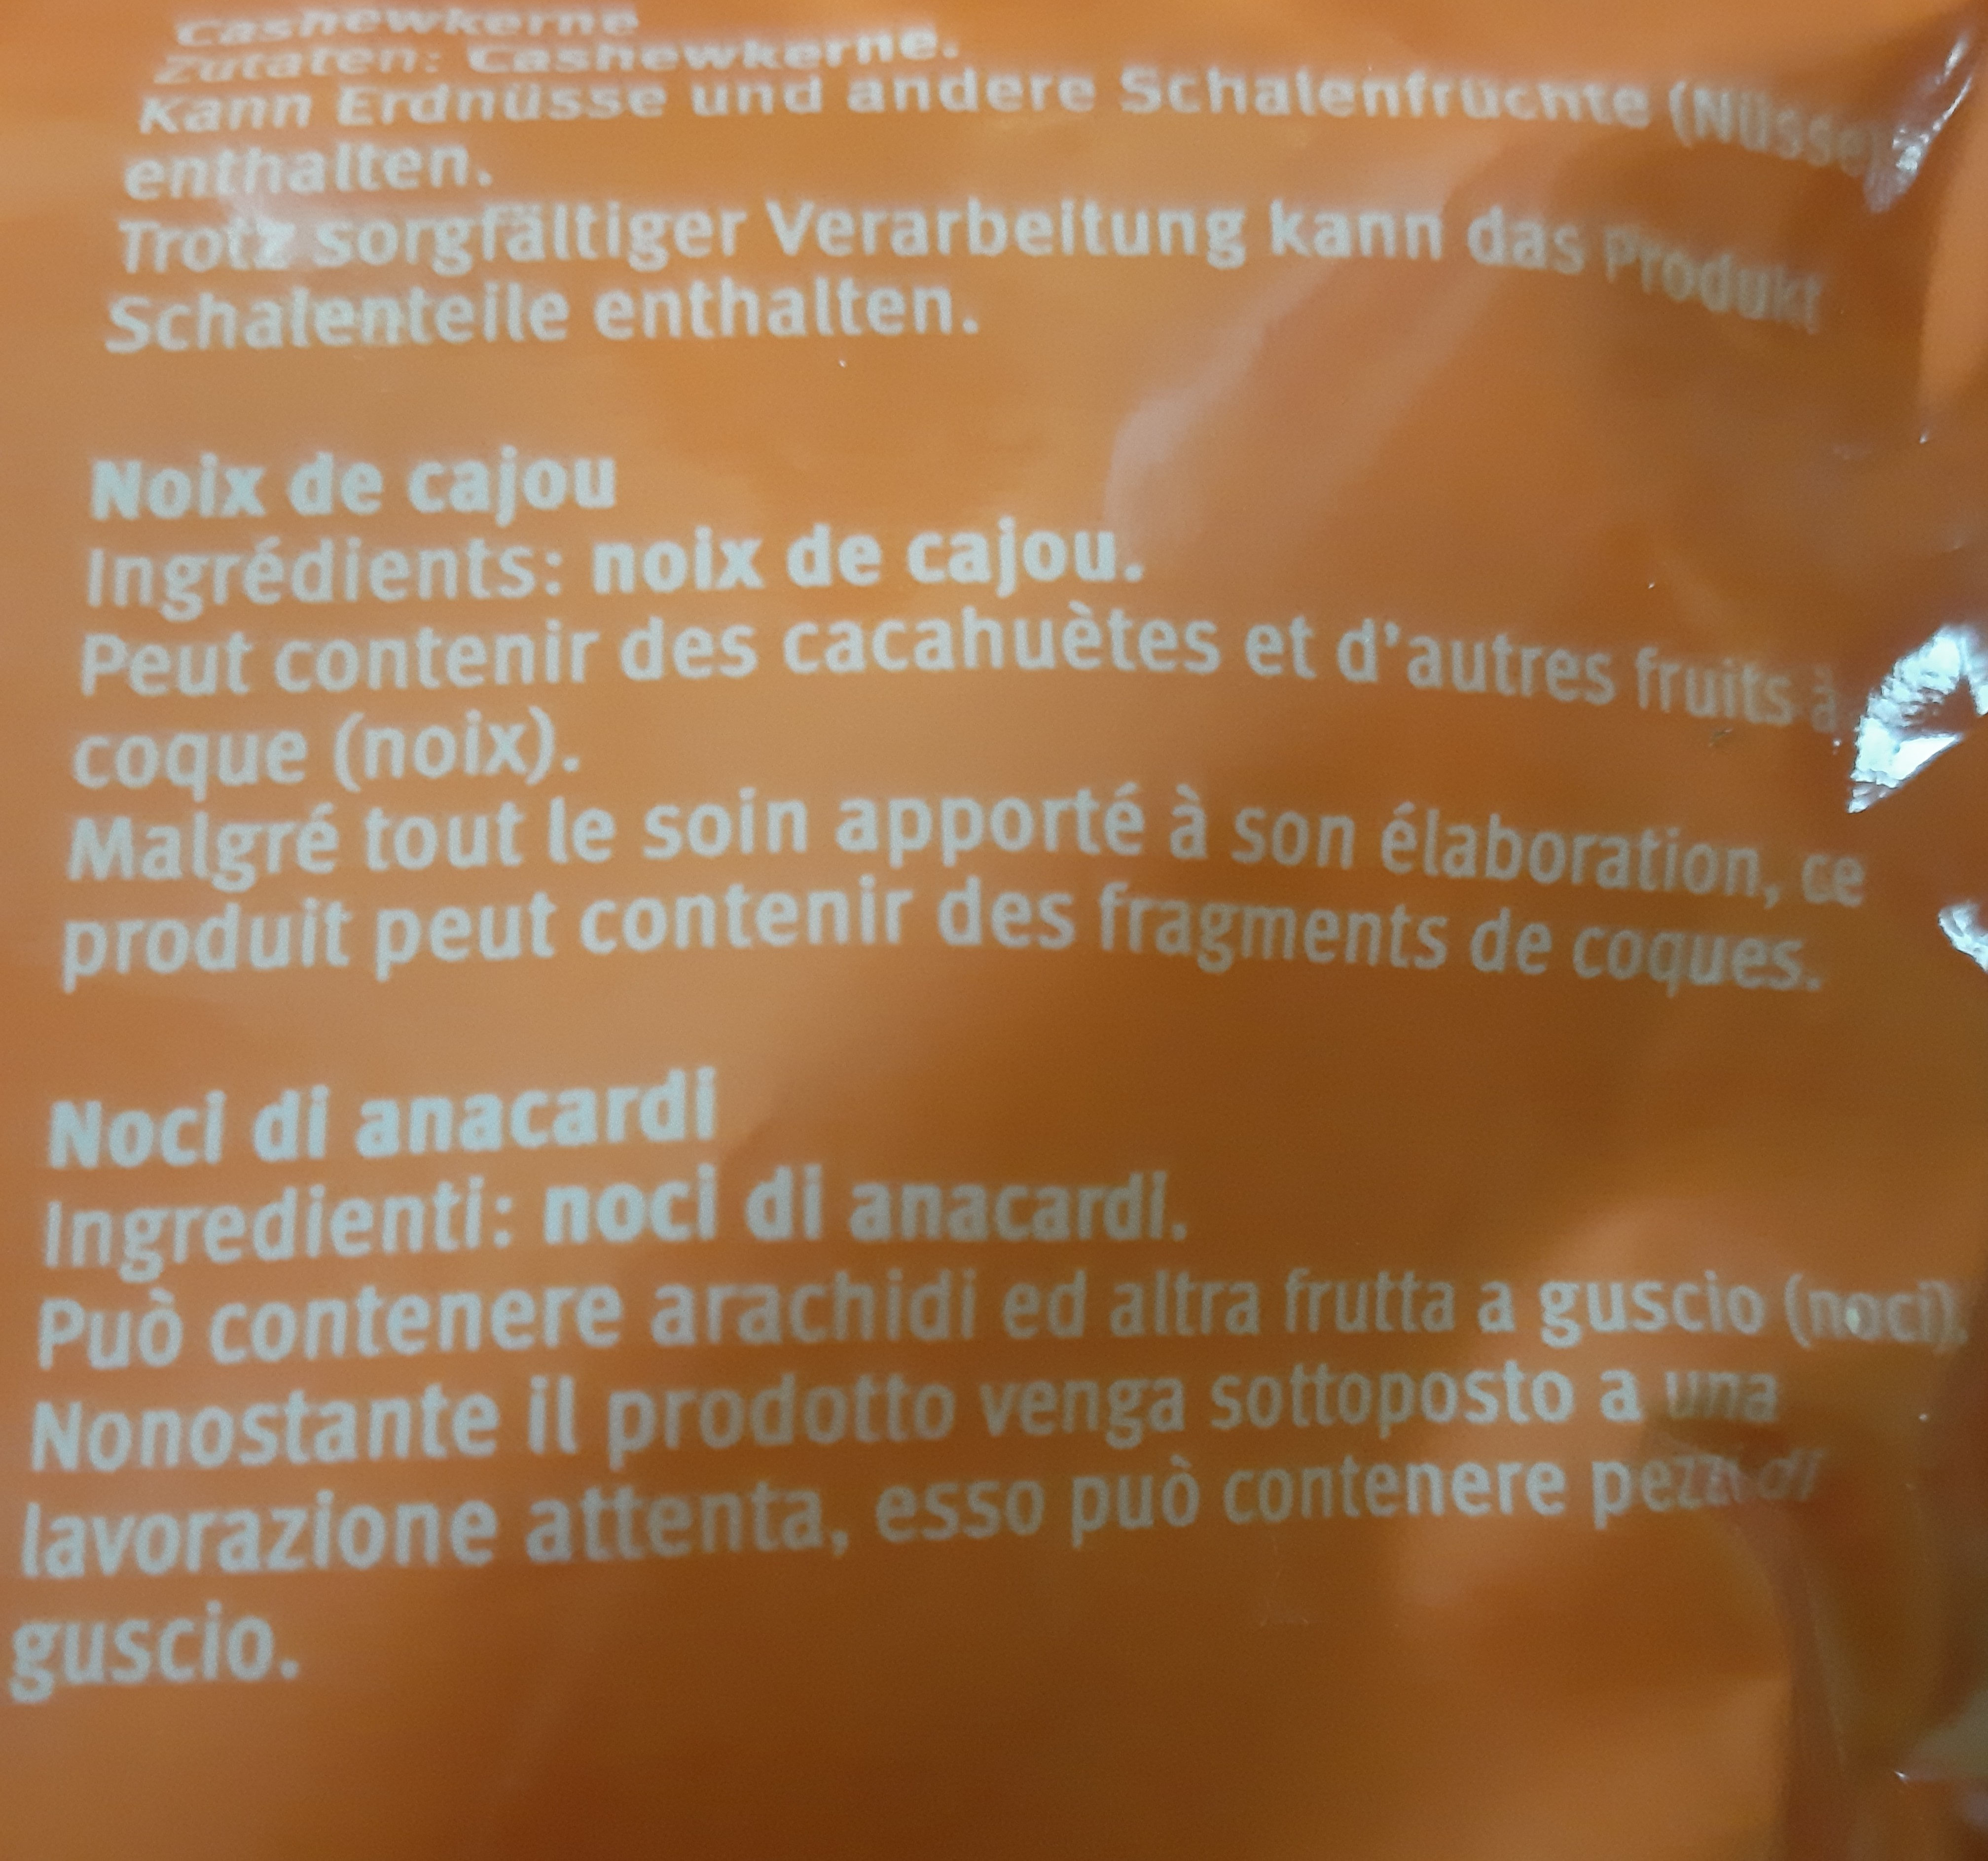 Cashewkerne
Zutaten: Cashewkerne.
Kann Erdnüsse und andere Schalenfrüchte (Nüsse)
enthalten.
Trotz sorgfältiger Verarbeitung kann das Produkt
Schalenteile enthalten.
Noix de cajou
Ingrédients: noix de cajou.
Peut contenir des cacahuètes et d'autres fruits à
coque (noix).
Malgré tout le soin apporté à son élaboration, ce
produit peut contenir des fragments de coques.
Noci di anacardi
Ingredienti: noci di anacardi.
Può contenere arachidi ed altra frutta a guscio (noci).
Nonostante il prodotto venga sottoposto a una
lavorazione attenta, esso può contenere pezzi di
guscio.